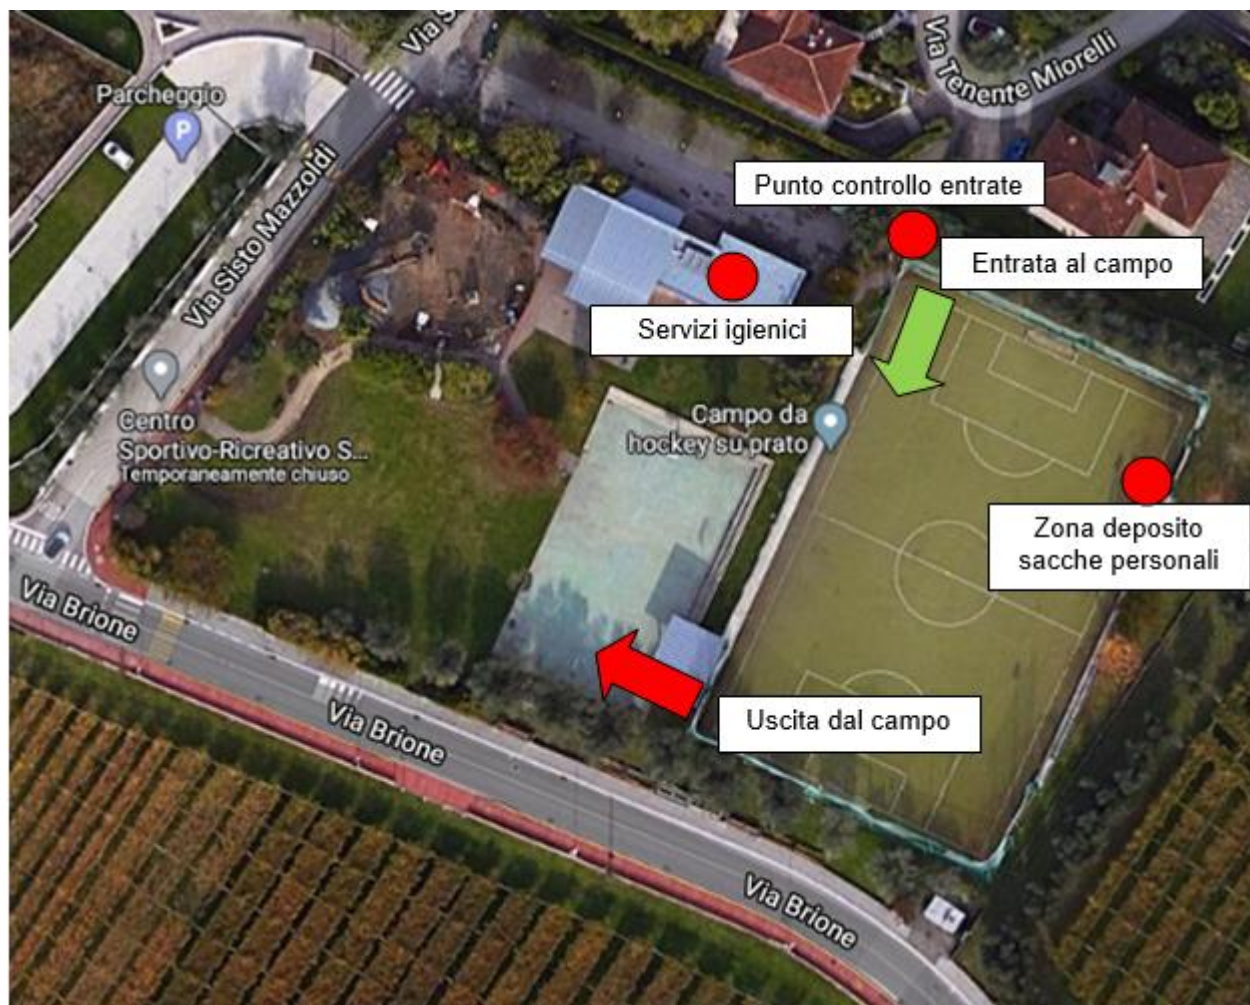 Via S
Via Tenente Miorelli
Parcheggio
P
Via Sisto Mazzoldi
Punto controllo entrate
Entrata al campo
Servizi igienici
Centro
Sportivo-Ricreativo S...
Temporaneamente chiuso
Campo da
hockey su prato
Zona deposito
sacche personali
Via Brione
Via Brione
Uscita dal campo
Via Brione